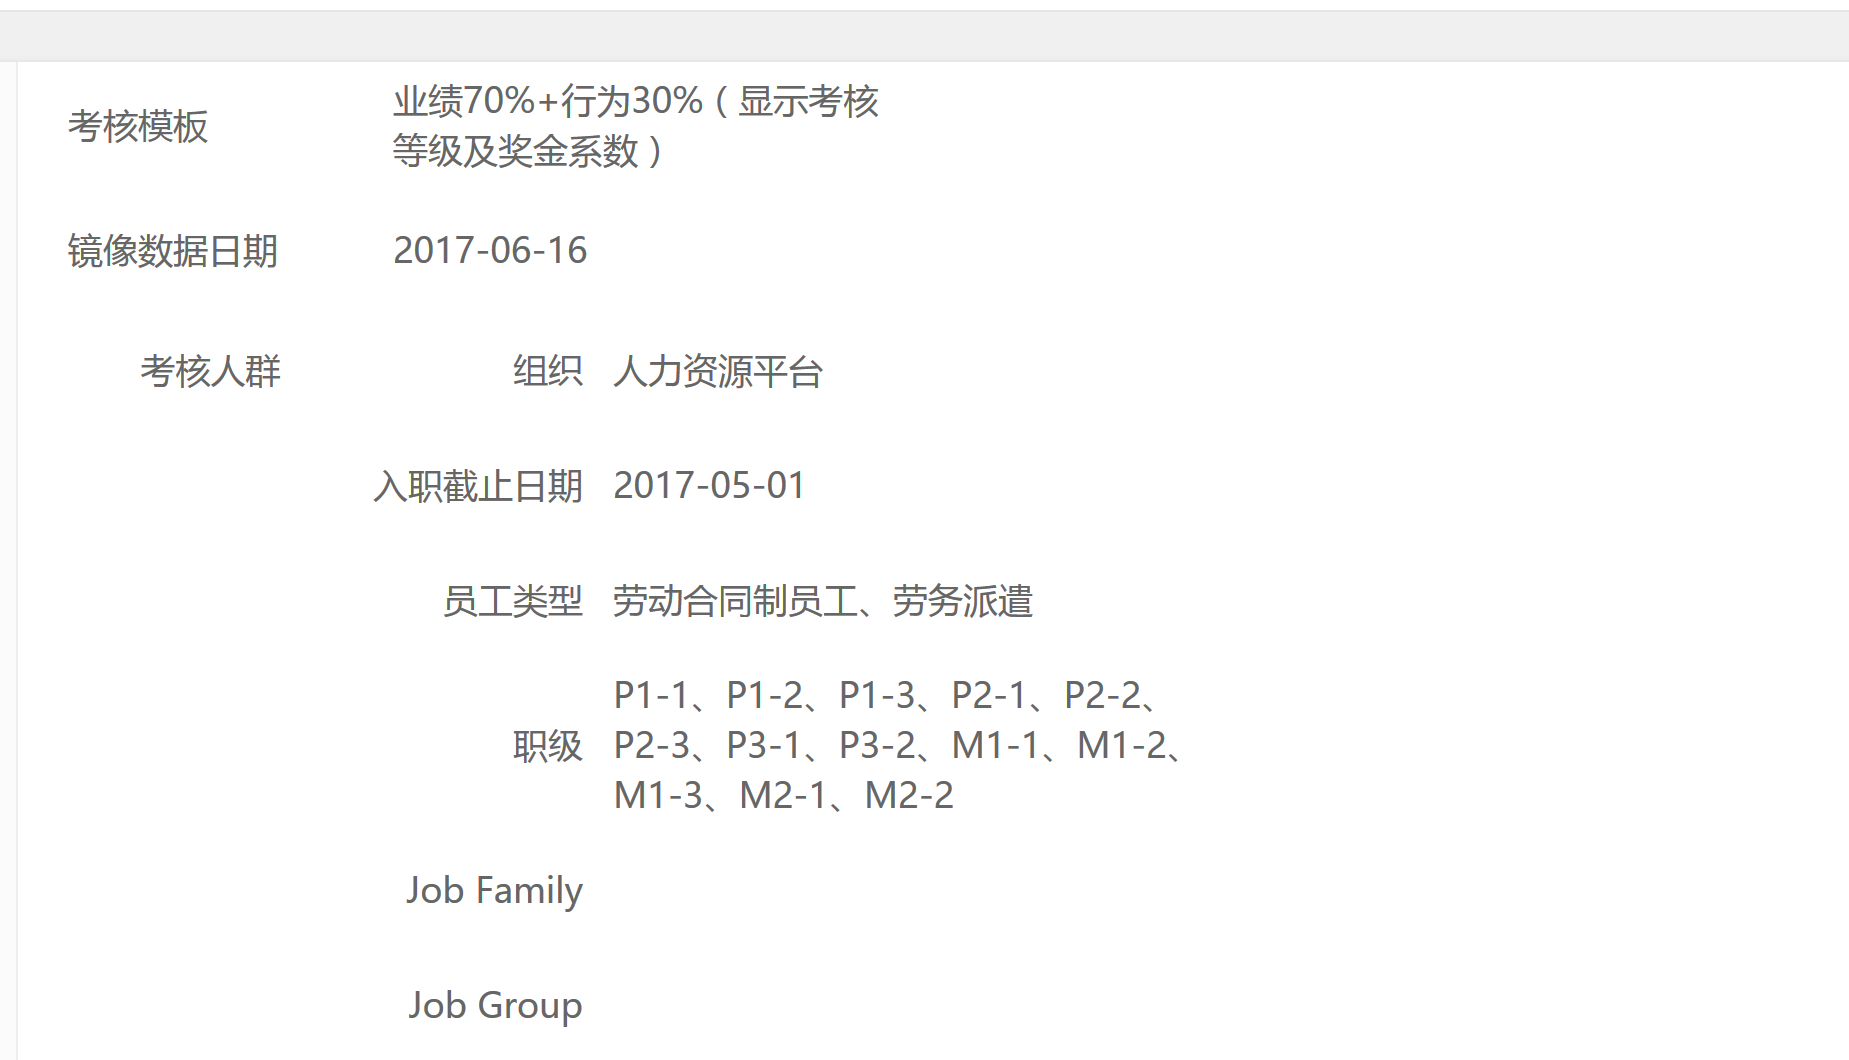 考核模板 业绩70%+行为30%（显示考核
等级及奖金系数）
镜像数据日期 2017-06-16
考核人群 组织 人力资源平台
入职截止日期 2017-05-01
员工类型 劳动合同制员工、劳务派遣
职级 P1-1、P1-2、P1-3、P2-1、P2-2、
P2-3、P3-1、P3-2、M1-1、M1-2、
M1-3、M2-1、M2-2
Job Family
Job Group